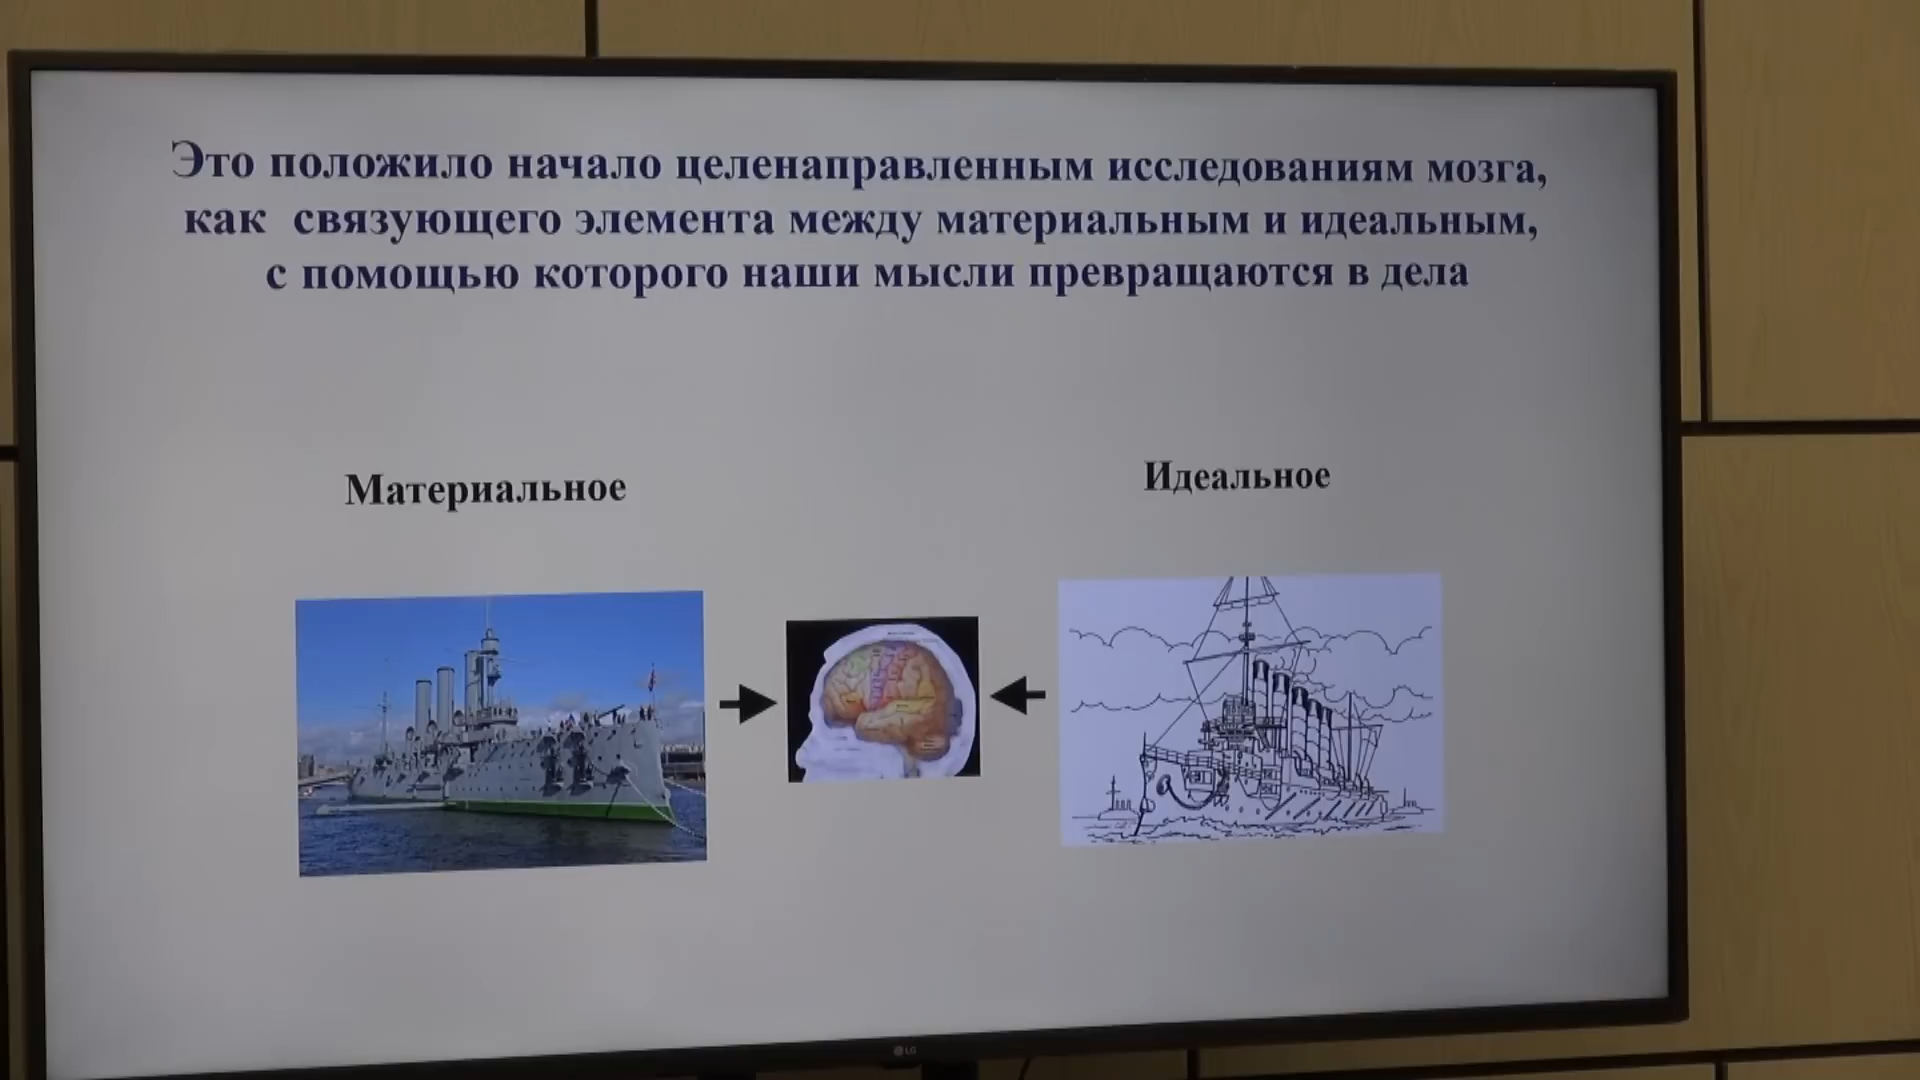 Это положило начало целенаправленным исследованиям мозга,
как связующего элемента между материальным и идеальным,
с помощью которого наши мысли превращаются в дела
Материальное
Идеальное
LG